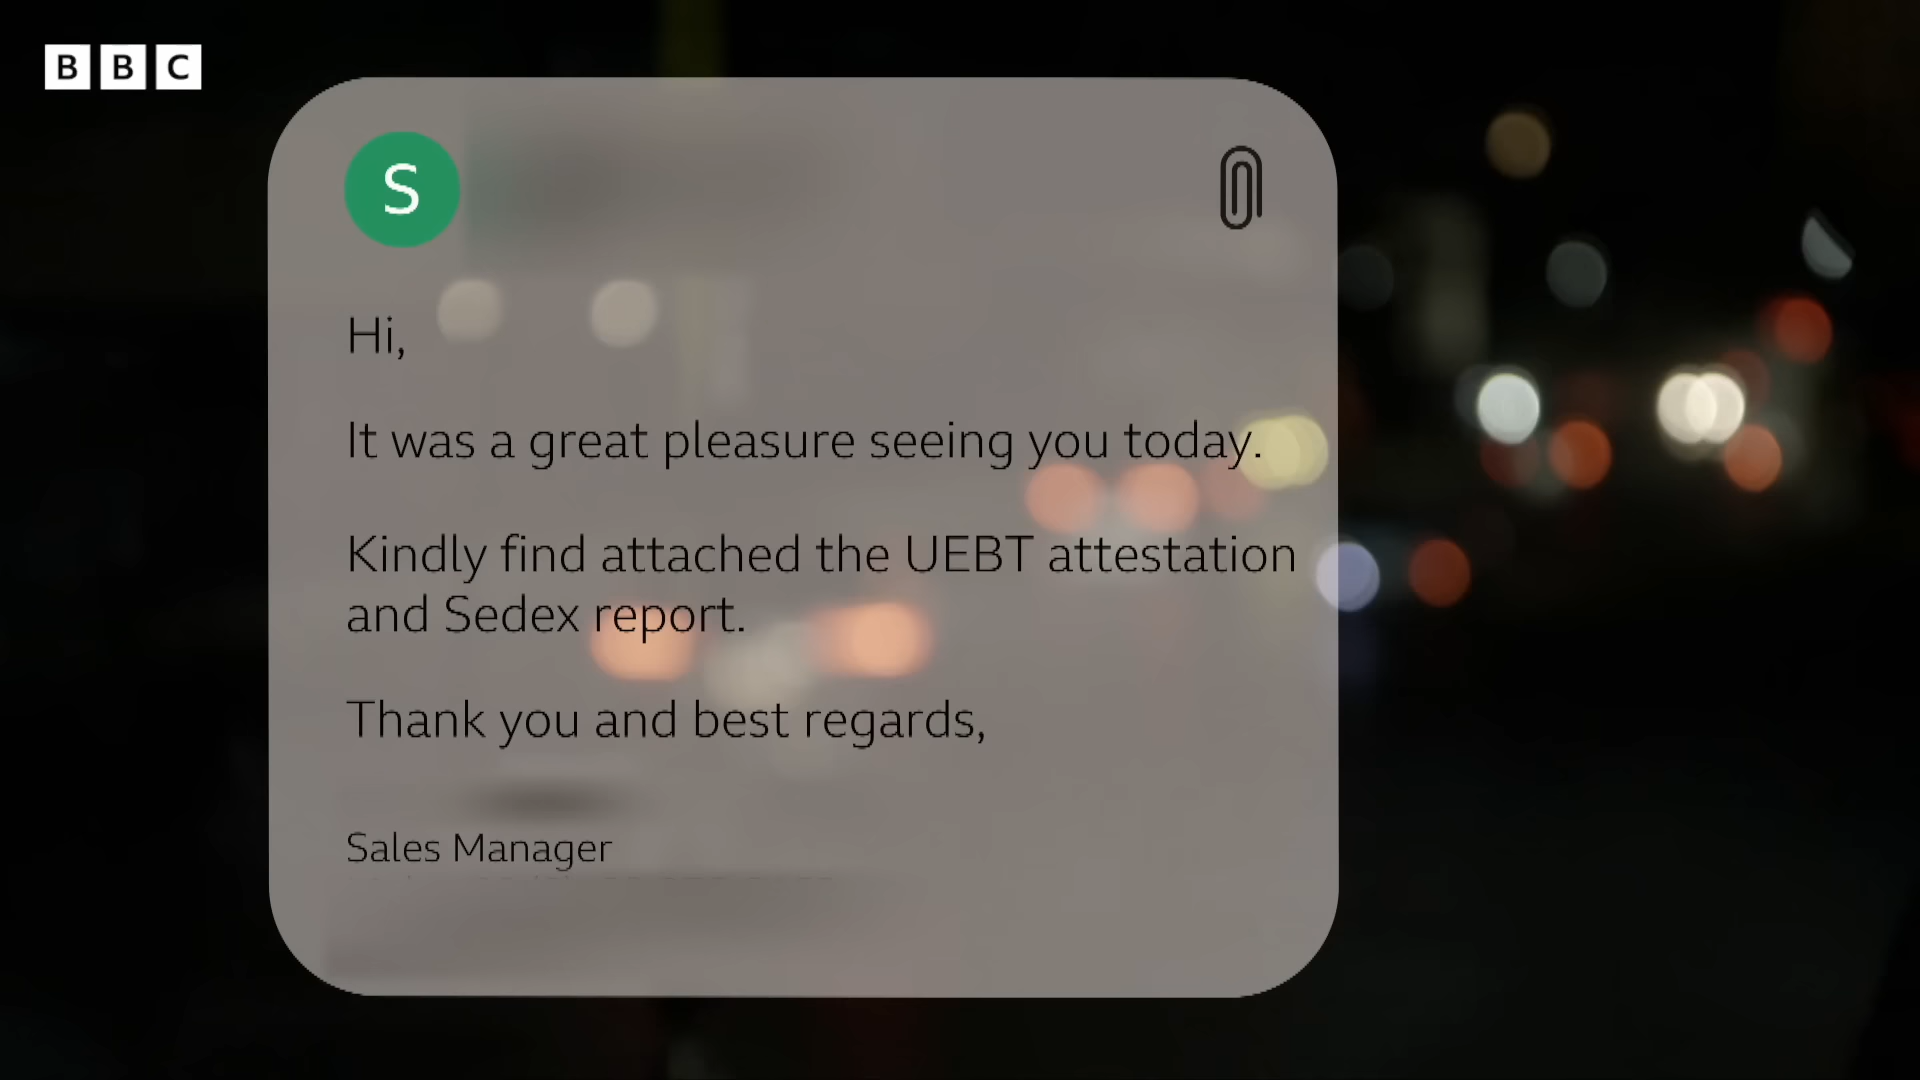 BBC
S
Hi,
It was a great pleasure seeing you today.
Kindly find attached the UEBT attestation
and Sedex report.
Thank you and best regards,
Sales Manager